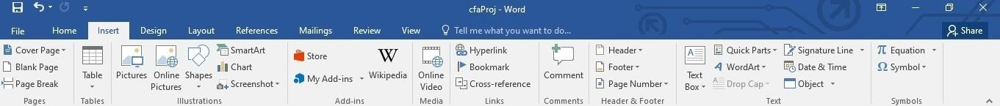 cfaProj - Word
File Home Insert Design Layout References Mailings Review View Tell me what you want to do... Share
Cover Page
Blank Page
Page Break
Pages
Table
Tables
Pictures
Online Pictures
Shapes
SmartArt
Chart
Screenshot
Illustrations
Store
My Add-ins
W
Wikipedia
Add-ins
Online Video
Media
Hyperlink
Bookmark
Cross-reference
Links
Comment
Comments
Header
Footer
Page Number
Header & Footer
A
Text Box
Quick Parts
WordArt
Drop Cap
Signature Line
Date & Time
Object
Text
π Equation
Ω Symbol
Symbols